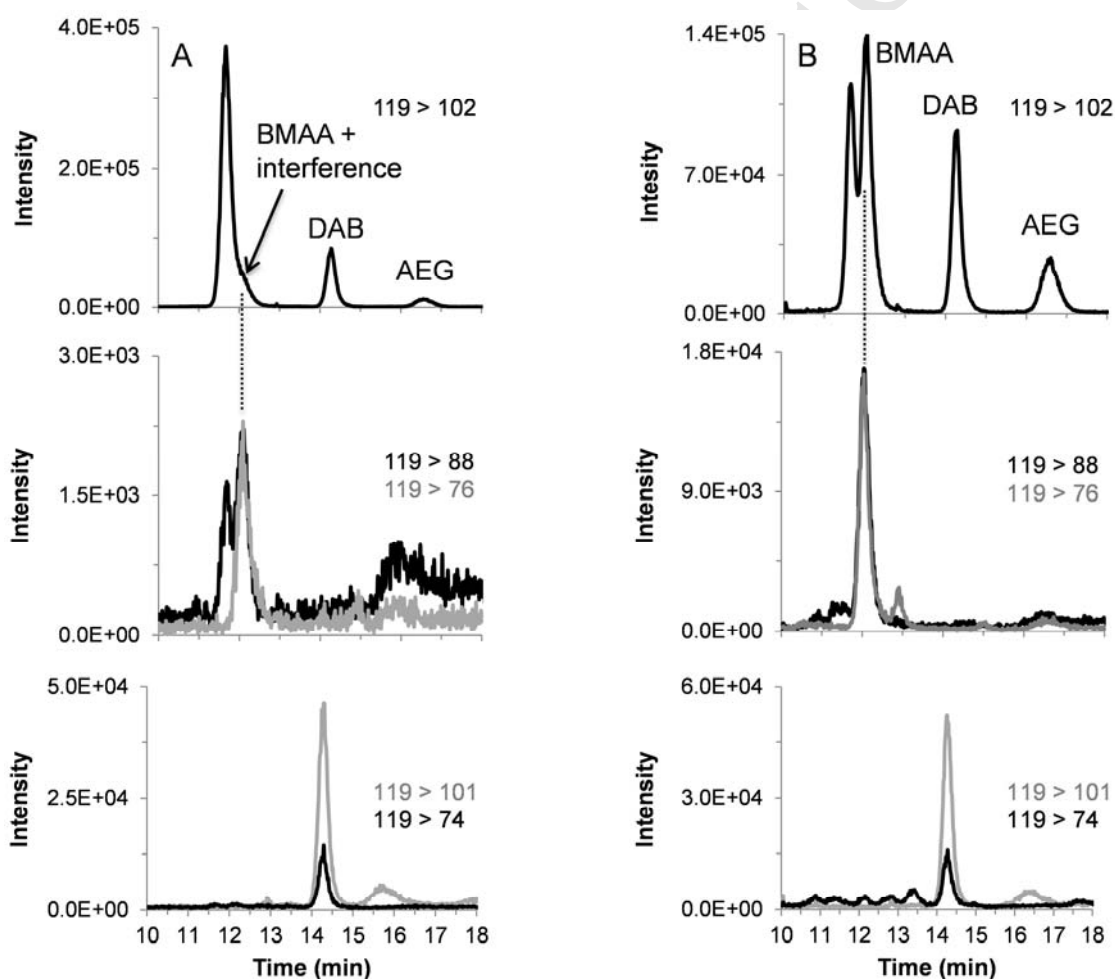 4.0E+05
A
119 > 102
BMAA +
interference
2.0E+05
DAB
AEG
0.0E+00
Intensity
1.4E+05
B
BMAA
DAB
119 > 102
7.0E+04
AEG
0.0E+00
Intesity
3.0E+03
119 > 88
119 > 76
1.5E+03
0.0E+00
Intensity
1.8E+04
119 > 88
119 > 76
9.0E+03
0.0E+00
Intensity
5.0E+04
119 > 101
119 > 74
2.5E+04
0.0E+00
Intensity
10 11 12 13 14 15 16 17 18
Time (min)
6.0E+04
119 > 101
119 > 74
3.0E+04
0.0E+00
Intensity
10 11 12 13 14 15 16 17 18
Time (min)